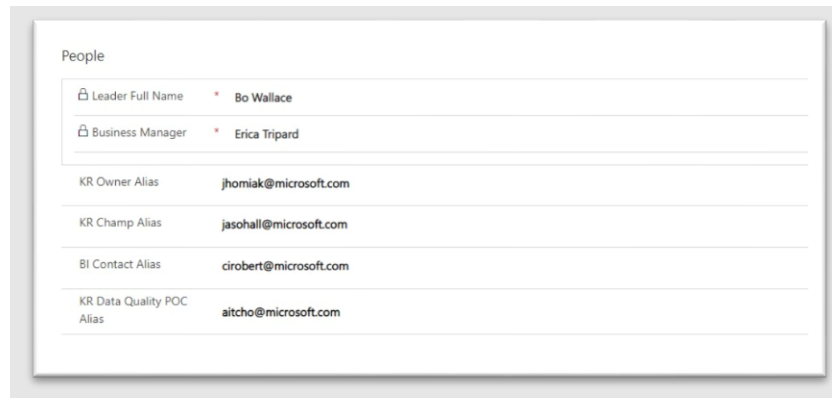 People
Leader Full Name * Bo Wallace
Business Manager * Erica Tripard
KR Owner Alias jhomiak@microsoft.com
KR Champ Alias jasohall@microsoft.com
BI Contact Alias cirobert@microsoft.com
KR Data Quality POC
Alias aitcho@microsoft.com